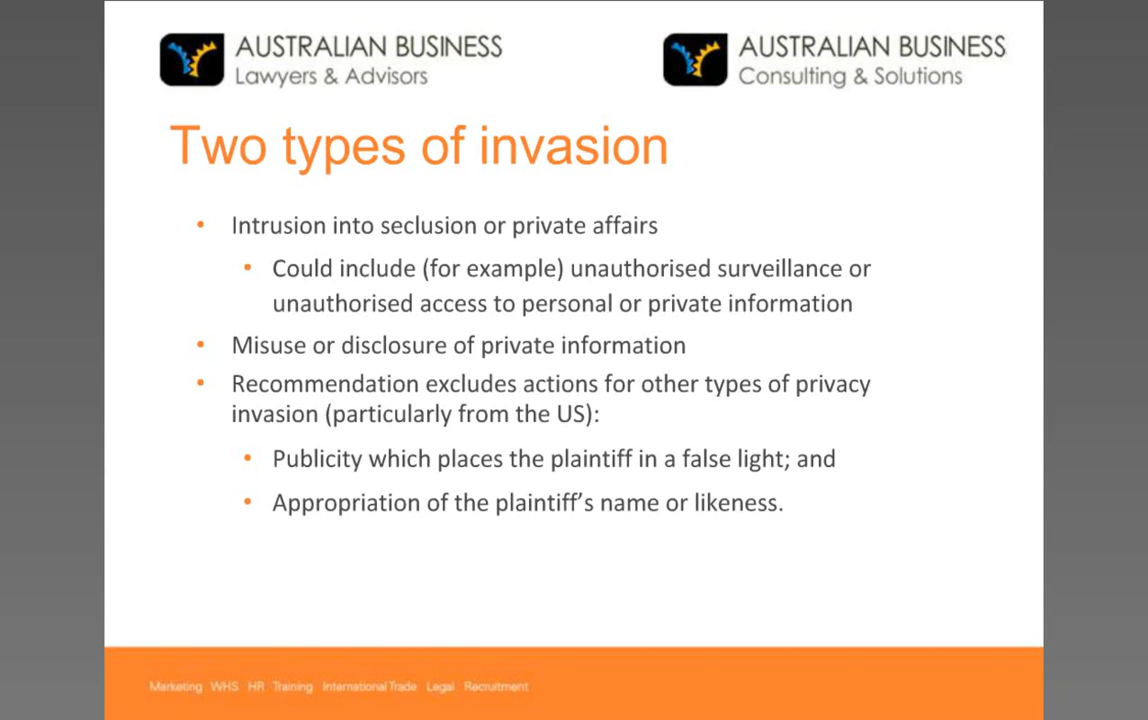 AUSTRALIAN BUSINESS
Lawyers & Advisors
AUSTRALIAN BUSINESS
Consulting & Solutions
Two types of invasion
• Intrusion into seclusion or private affairs
• Could include (for example) unauthorised surveillance or
unauthorised access to personal or private information
• Misuse or disclosure of private information
• Recommendation excludes actions for other types of privacy
invasion (particularly from the US):
• Publicity which places the plaintiff in a false light; and
• Appropriation of the plaintiff’s name or likeness.
Marketing WHS HR Training International Trade Legal Recruitment